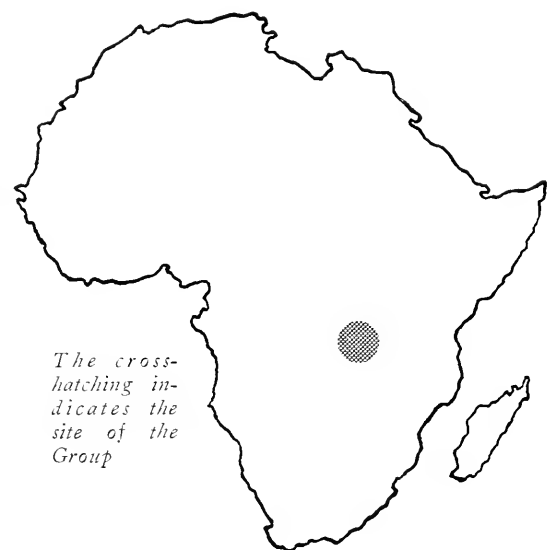 The cross-
hatching in-
dicates the
site of the
Group